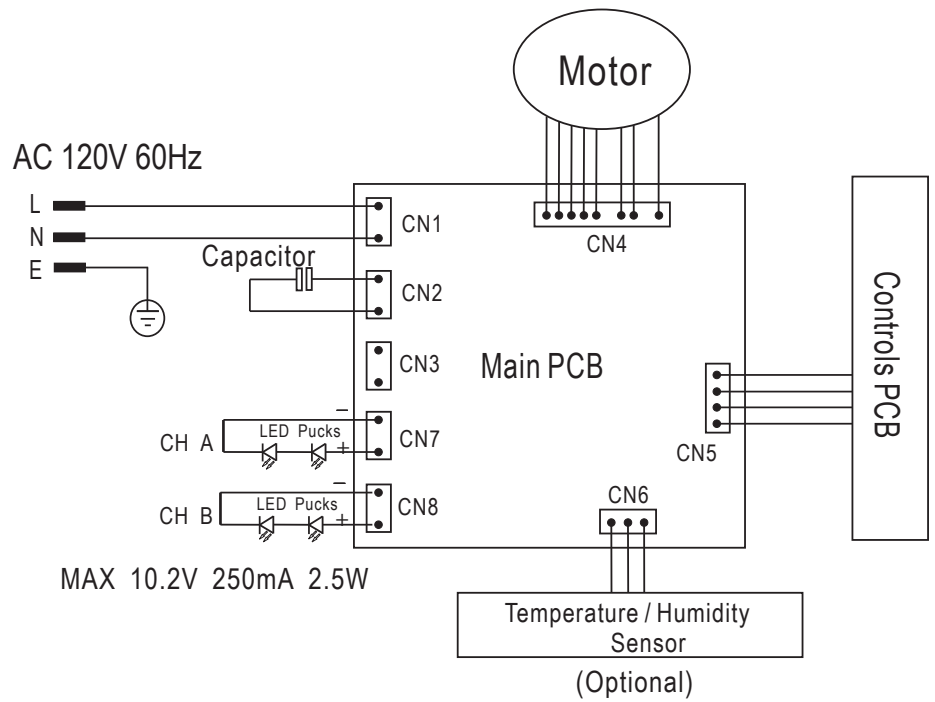 Motor
AC 120V 60Hz
L
N
E
CN1
CN4
Capacitor
CN2
CN3
Main PCB
Controls PCB
CN5
CH A
LED Pucks
−
+
CN7
CH B
LED Pucks
−
+
CN8
CN6
MAX 10.2V 250mA 2.5W
Temperature / Humidity
Sensor
(Optional)